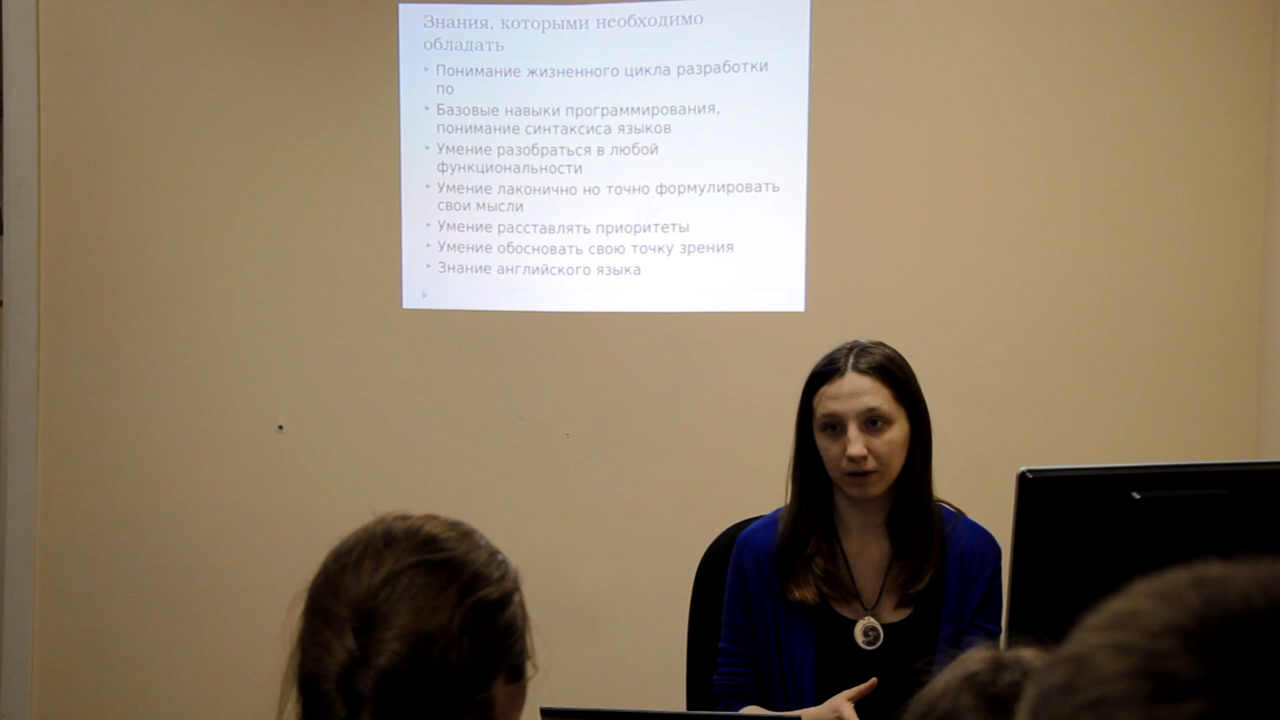 Знания, которыми необходимо
обладать
Понимание жизненного цикла разработки
по
Базовые навыки программирования,
понимание синтаксиса языков
Умение разобраться в любой
функциональности
Умение лаконично но точно формулировать
свои мысли
Умение расставлять приоритеты
Умение обосновать свою точку зрения
Знание английского языка